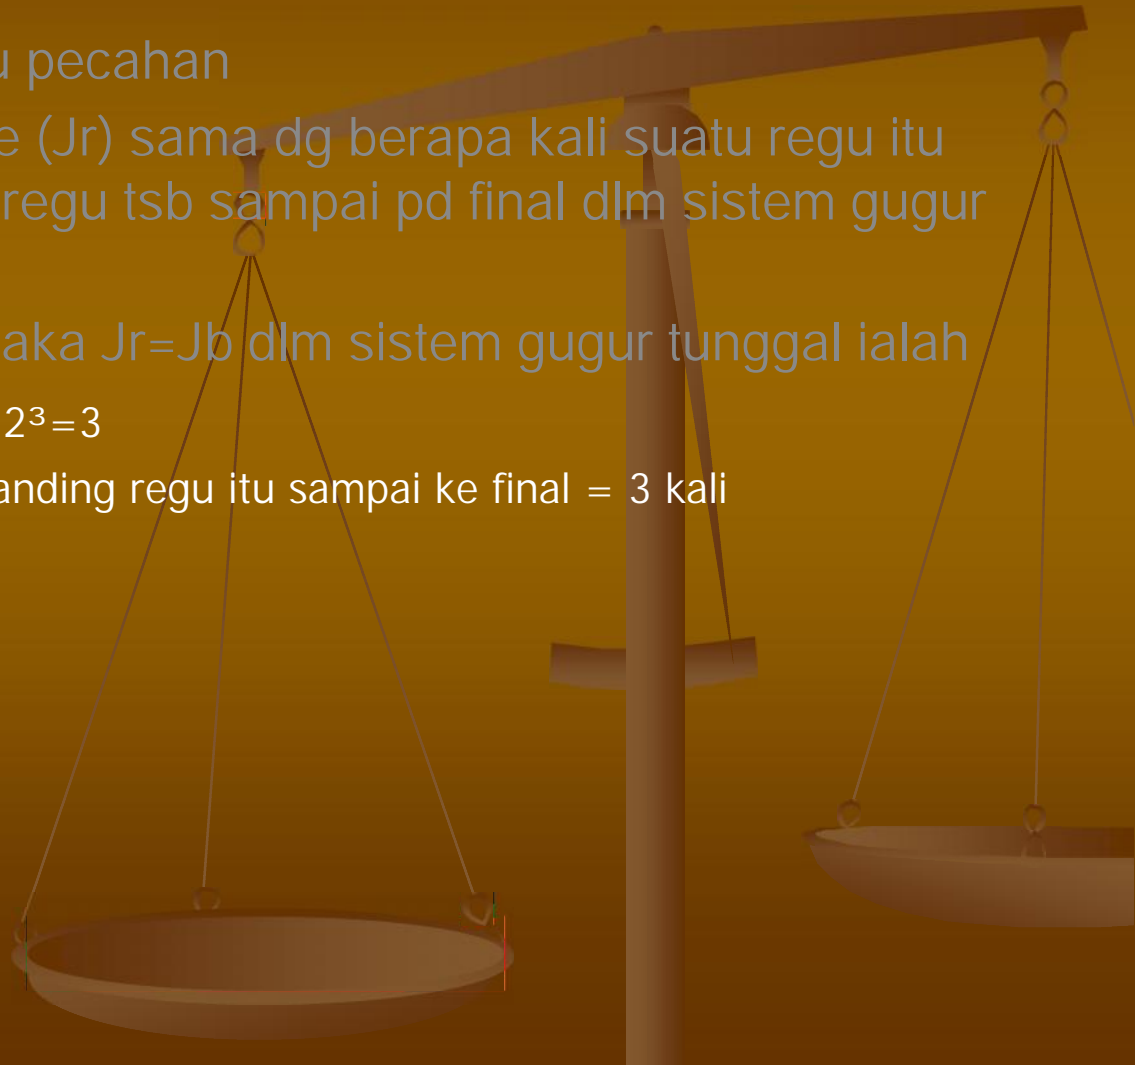 u pecahan
e (Jr) sama dg berapa kali suatu regu itu
regu tsb sampai pd final dlm sistem gugur
aka Jr=Jb dlm sistem gugur tunggal ialah
2³=3
anding regu itu sampai ke final = 3 kali